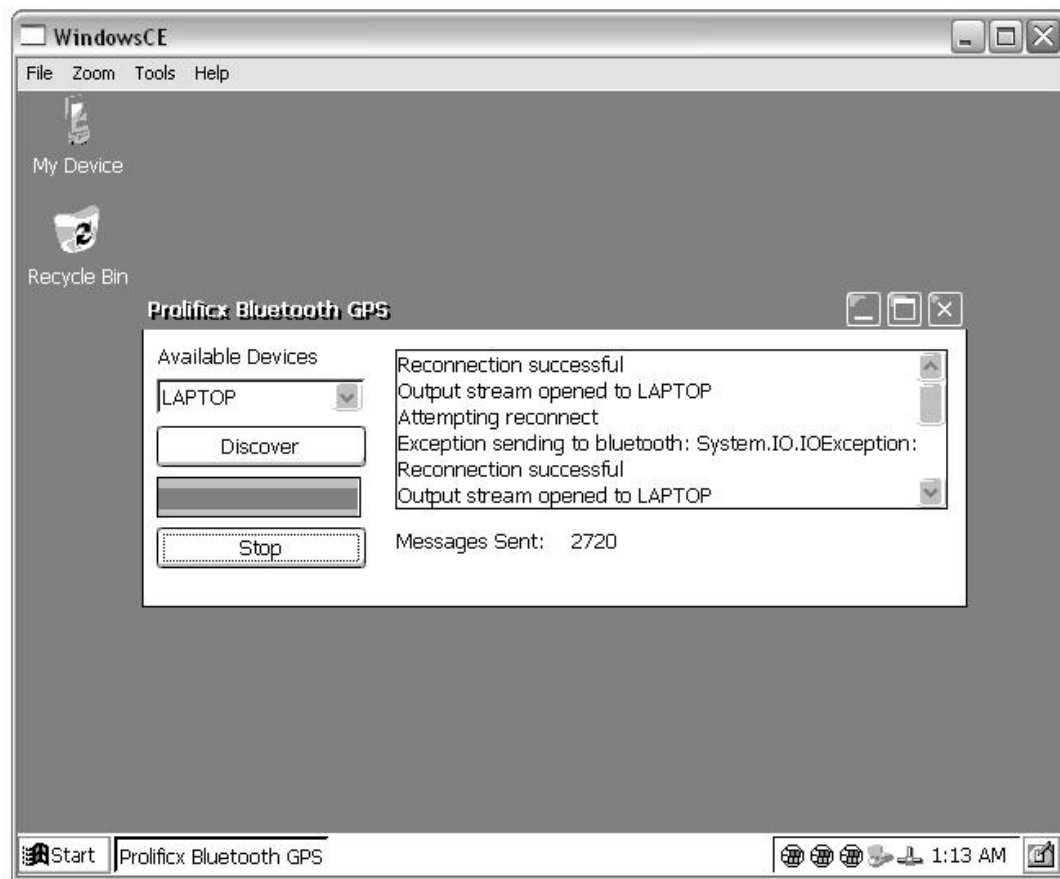 WindowsCE
File Zoom Tools Help
My Device
Recycle Bin
Prolificx Bluetooth GPS
Available Devices
LAPTOP
Discover
Stop
Reconnection successful
Output stream opened to LAPTOP
Attempting reconnect
Exception sending to bluetooth: System.IO.IOException:
Reconnection successful
Output stream opened to LAPTOP
Messages Sent: 2720
Start
Prolificx Bluetooth GPS
1:13 AM